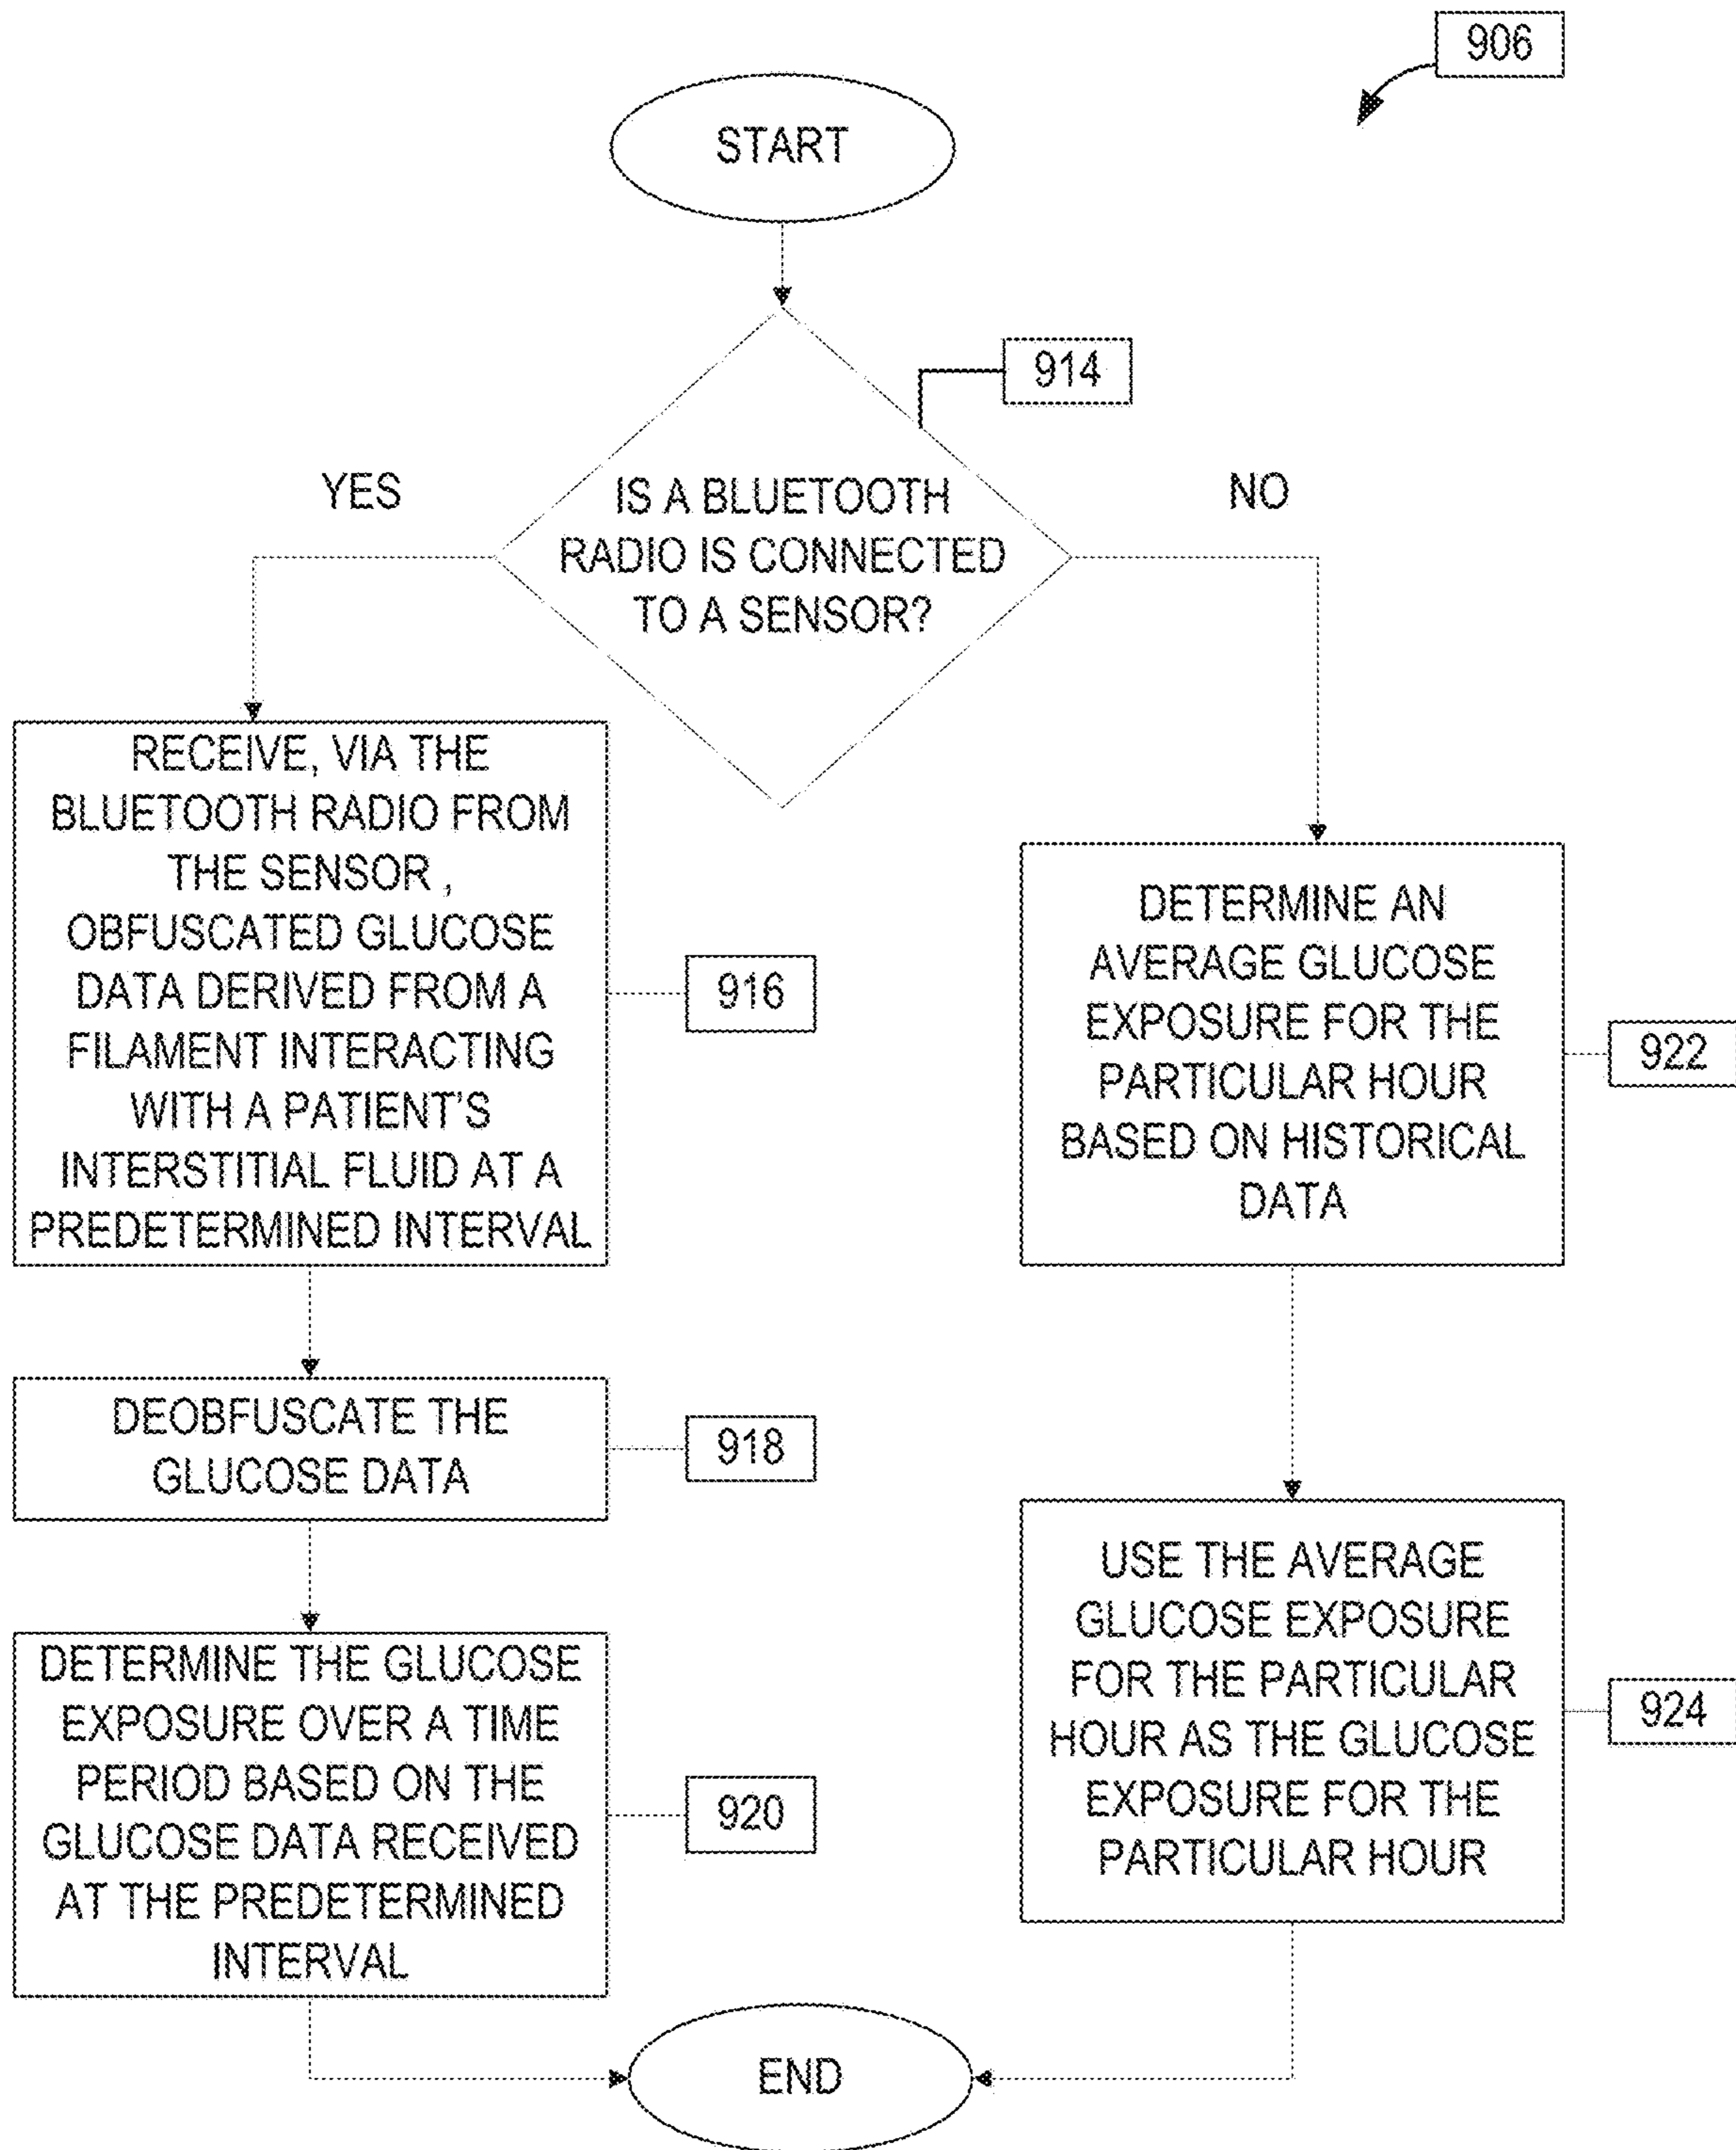 906
START
914
YES
NO
IS A BLUETOOTH
RADIO IS CONNECTED
TO A SENSOR?
RECEIVE, VIA THE
BLUETOOTH RADIO FROM
THE SENSOR ,
OBFUSCATED GLUCOSE
DATA DERIVED FROM A
FILAMENT INTERACTING
WITH A PATIENT'S
INTERSTITIAL FLUID AT A
PREDETERMINED INTERVAL
916
DEOBFUSCATE THE
GLUCOSE DATA
918
DETERMINE THE GLUCOSE
EXPOSURE OVER A TIME
PERIOD BASED ON THE
GLUCOSE DATA RECEIVED
AT THE PREDETERMINED
INTERVAL
920
DETERMINE AN
AVERAGE GLUCOSE
EXPOSURE FOR THE
PARTICULAR HOUR
BASED ON HISTORICAL
DATA
922
USE THE AVERAGE
GLUCOSE EXPOSURE
FOR THE PARTICULAR
HOUR AS THE GLUCOSE
EXPOSURE FOR THE
PARTICULAR HOUR
924
END